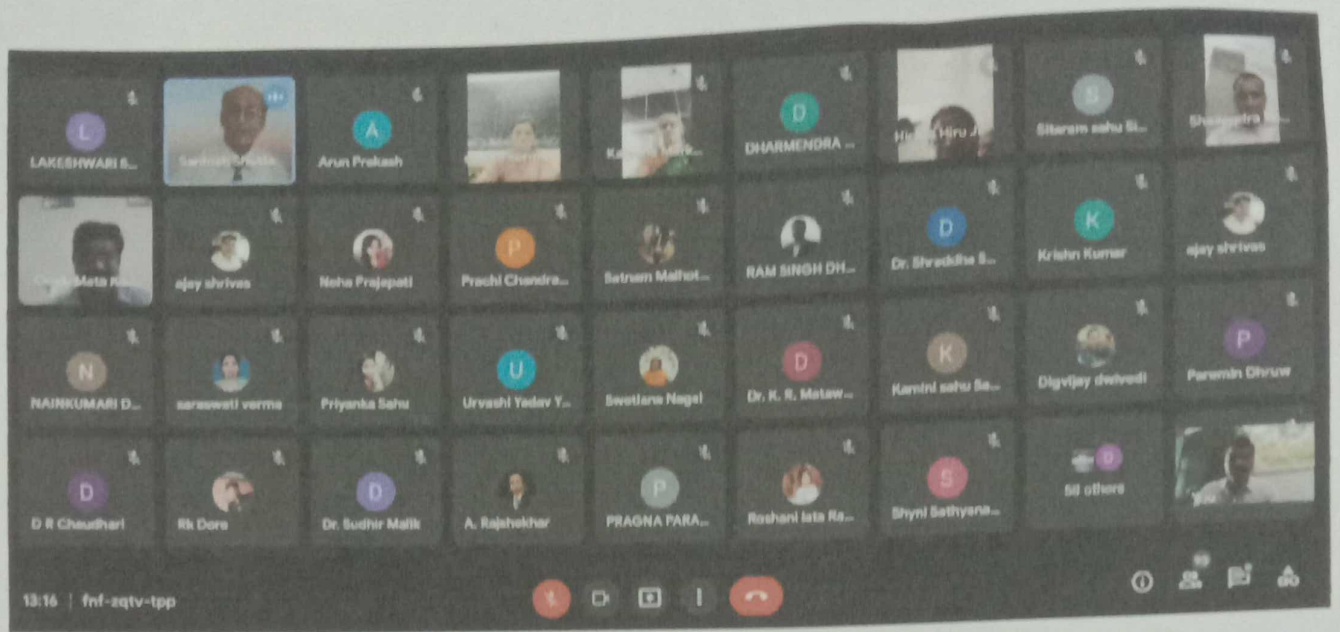 L
LAKESHWARI S...
Santosh Shukla
A
Arun Prakash
D
DHARMENDRA ...
S
Sitaram sahu Si...
ajay shrivas
Neha Prajapati
P
Prachi Chandra...
Satnam Malhot...
RAM SINGH DH...
D
Dr. Shraddha S...
K
Krishn Kumar
ajay shrivas
N
NAINKUMARI D...
saraswati verma
Priyanka Sahu
U
Urvashi Yadav Y...
Swetlana Nagal
D
Dr. K. R. Mataw...
K
Kamini sahu Sa...
Digvijay dwivedi
P
Paramin Dhruw
D
D R Chaudhari
Rk Dora
D
Dr. Sudhir Malik
A. Rajshekhar
P
PRAGNA PARA...
Roshani lata Ra...
S
Shyni Sathyana...
others
13:16 | fnf-zqtv-tpp